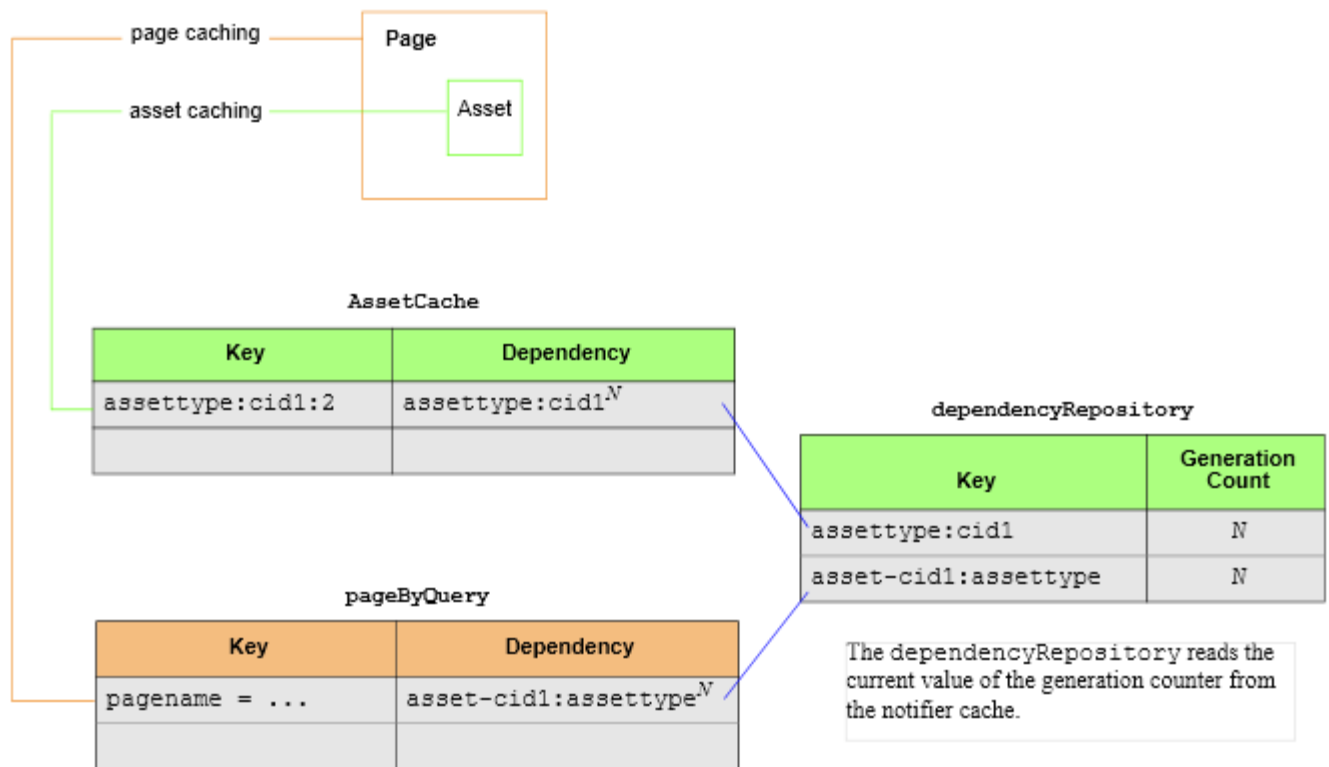 page caching
Page
asset caching
Asset
AssetCache
Key Dependency
assettype:cid1:2 assettype:cid1N
dependencyRepository
Key Generation Count
assettype:cid1 N
asset-cid1:assettype N
pageByQuery
Key Dependency
pagename = ... asset-cid1:assettypeN
The dependencyRepository reads the
current value of the generation counter from
the notifier cache.